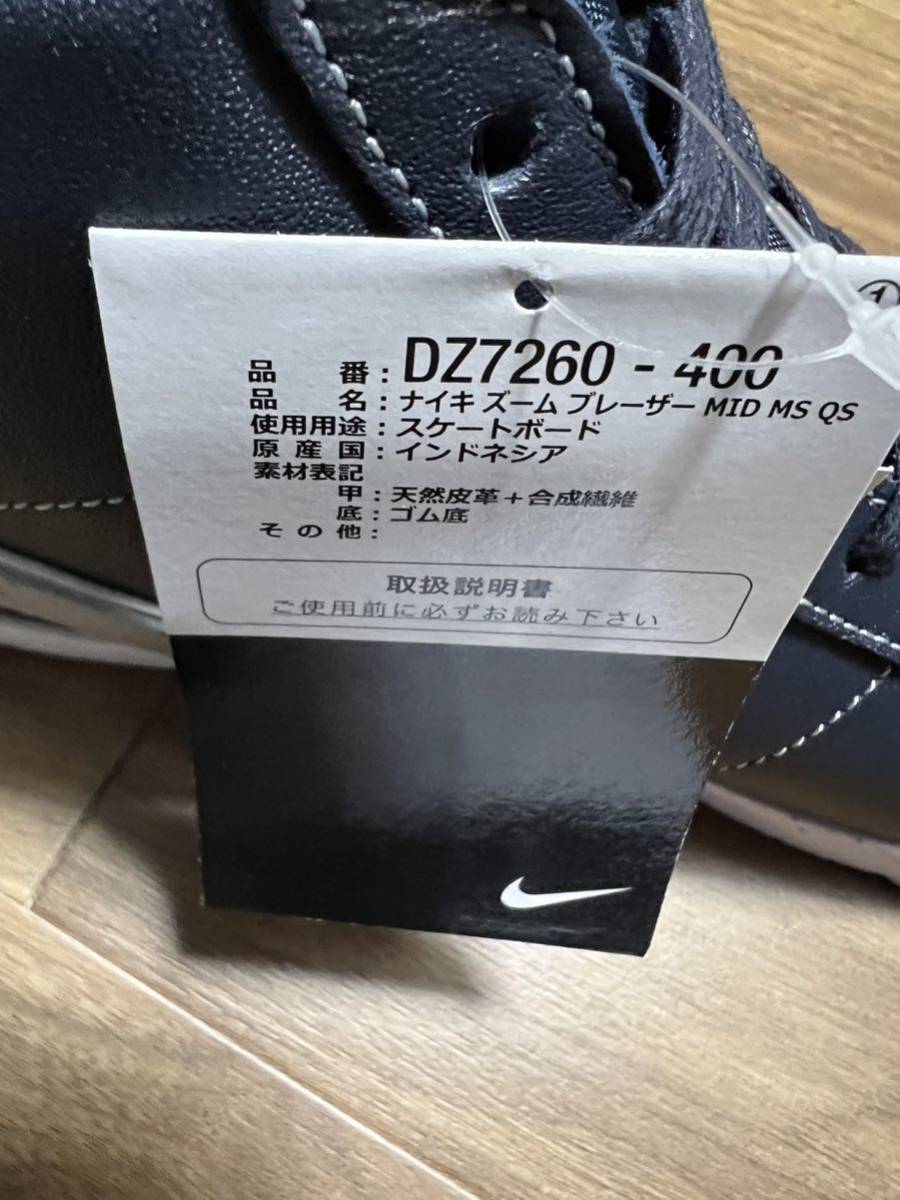 ①
品番：DZ7260 - 400
品名：ナイキ ズーム ブレーザー MID MS QS
使用用途：スケートボード
原産国：インドネシア
素材表記
甲：天然皮革＋合成繊維
底：ゴム底
その他：
取扱説明書
ご使用前に必ずお読み下さい